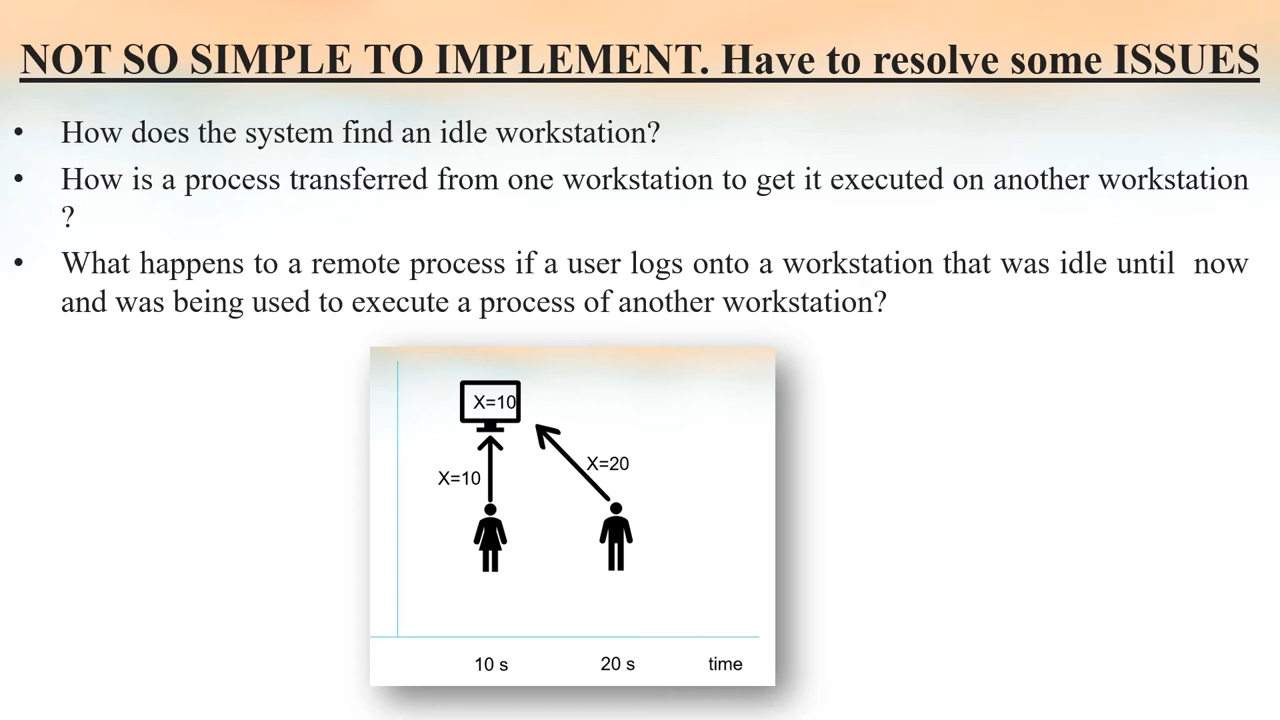 NOT SO SIMPLE TO IMPLEMENT. Have to resolve some ISSUES
• How does the system find an idle workstation?
• How is a process transferred from one workstation to get it executed on another workstation
?
• What happens to a remote process if a user logs onto a workstation that was idle until now
and was being used to execute a process of another workstation?
X=10
X=20
X=10
10 s 20 s time